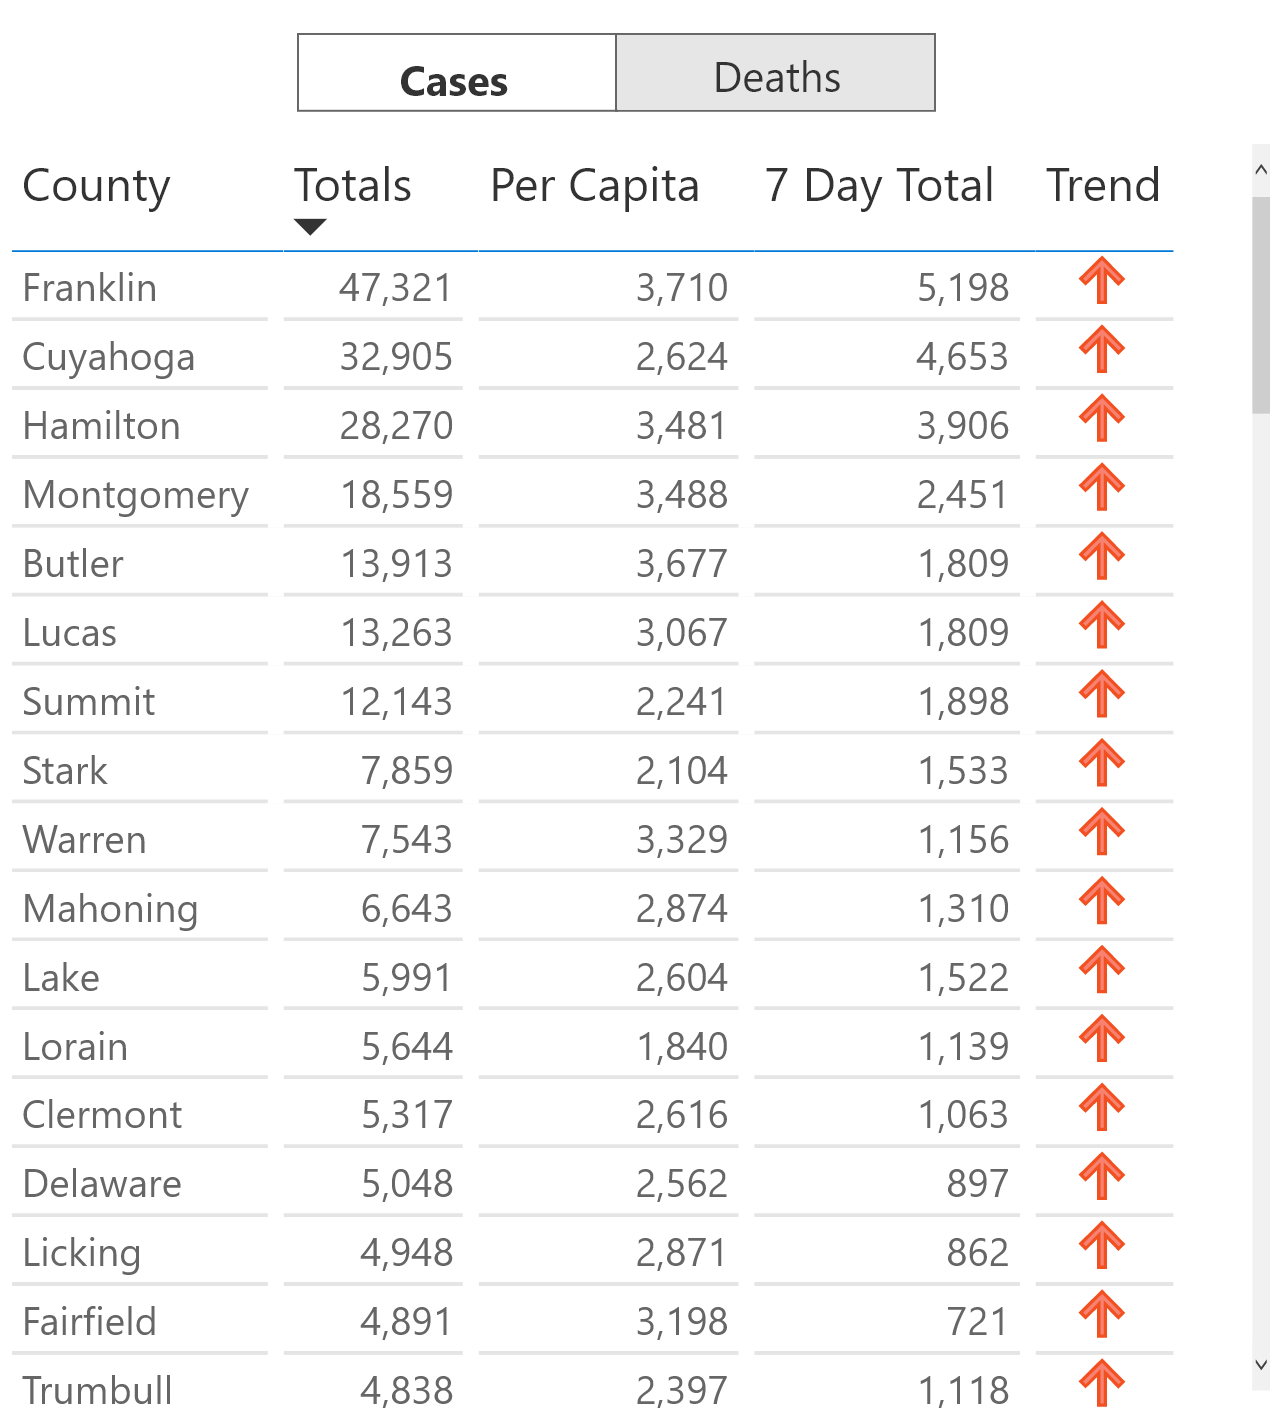 Cases Deaths
County Totals Per Capita 7 Day Total Trend
Franklin 47,321 3,710 5,198
Cuyahoga 32,905 2,624 4,653
Hamilton 28,270 3,481 3,906
Montgomery 18,559 3,488 2,451
Butler 13,913 3,677 1,809
Lucas 13,263 3,067 1,809
Summit 12,143 2,241 1,898
Stark 7,859 2,104 1,533
Warren 7,543 3,329 1,156
Mahoning 6,643 2,874 1,310
Lake 5,991 2,604 1,522
Lorain 5,644 1,840 1,139
Clermont 5,317 2,616 1,063
Delaware 5,048 2,562 897
Licking 4,948 2,871 862
Fairfield 4,891 3,198 721
Trumbull 4,838 2,397 1,118